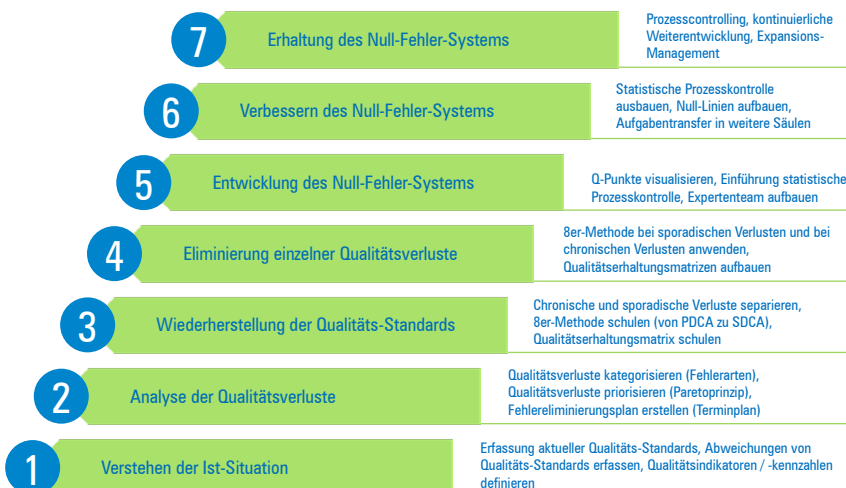 7
Erhaltung des Null-Fehler-Systems
Prozesscontrolling, kontinuierliche
Weiterentwicklung, Expansions-
Management
6
Verbessern des Null-Fehler-Systems
Statistische Prozesskontrolle
ausbauen, Null-Linien aufbauen,
Aufgabentransfer in weitere Säulen
5
Entwicklung des Null-Fehler-Systems
Q-Punkte visualisieren, Einführung statistische
Prozesskontrolle, Expertenteam aufbauen
4
Eliminierung einzelner Qualitätsverluste
8er-Methode bei sporadischen Verlusten und bei
chronischen Verlusten anwenden,
Qualitätserhaltungsmatrizen aufbauen
3
Wiederherstellung der Qualitäts-Standards
Chronische und sporadische Verluste separieren,
8er-Methode schulen (von PDCA zu SDCA),
Qualitätserhaltungsmatrix schulen
2
Analyse der Qualitätsverluste
Qualitätsverluste kategorisieren (Fehlerarten),
Qualitätsverluste priorisieren (Paretoprinzip),
Fehlereliminierungsplan erstellen (Terminplan)
1
Verstehen der Ist-Situation
Erfassung aktueller Qualitäts-Standards, Abweichungen von
Qualitäts-Standards erfassen, Qualitätsindikatoren / -kennzahlen
definieren